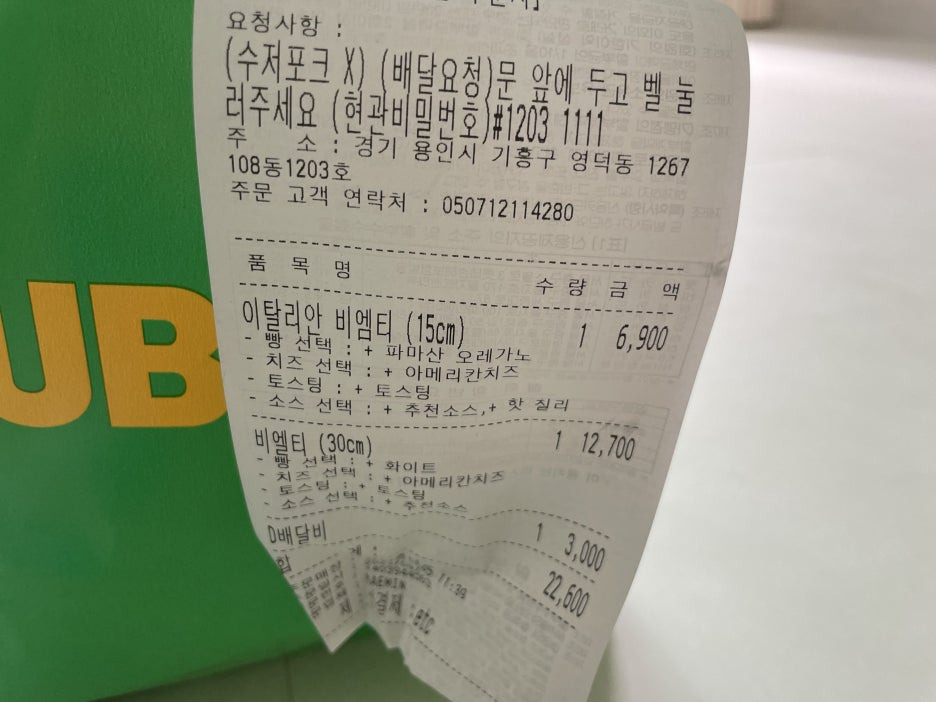 요청사항 :
(수저포크 X) (배달요청)문 앞에 두고 벨 눌
러주세요 (현관비밀번호)#1203 1111
주 소 : 경기 용인시 기흥구 영덕동 1267
108동1203호
주문 고객 연락처 : 050712114280
품 목 명 수 량 금 액
이탈리안 비엠티 (15cm) 1 6,900
- 빵 선택 : + 파마산 오레가노
- 치즈 선택 : + 아메리칸치즈
- 토스팅 : + 토스팅
- 소스 선택 : + 추천소스,+ 핫 질리
비엘티 (30cm) 1 12,700
- 빵 선택 : + 화이트
- 치즈 선택 : + 아메리칸치즈
- 토스팅 : + 토스팅
- 소스 선택 : + 추천소스
D배달비 1 3,000
합 계 : 22,600
BAEMIN
결제 : etc
UB